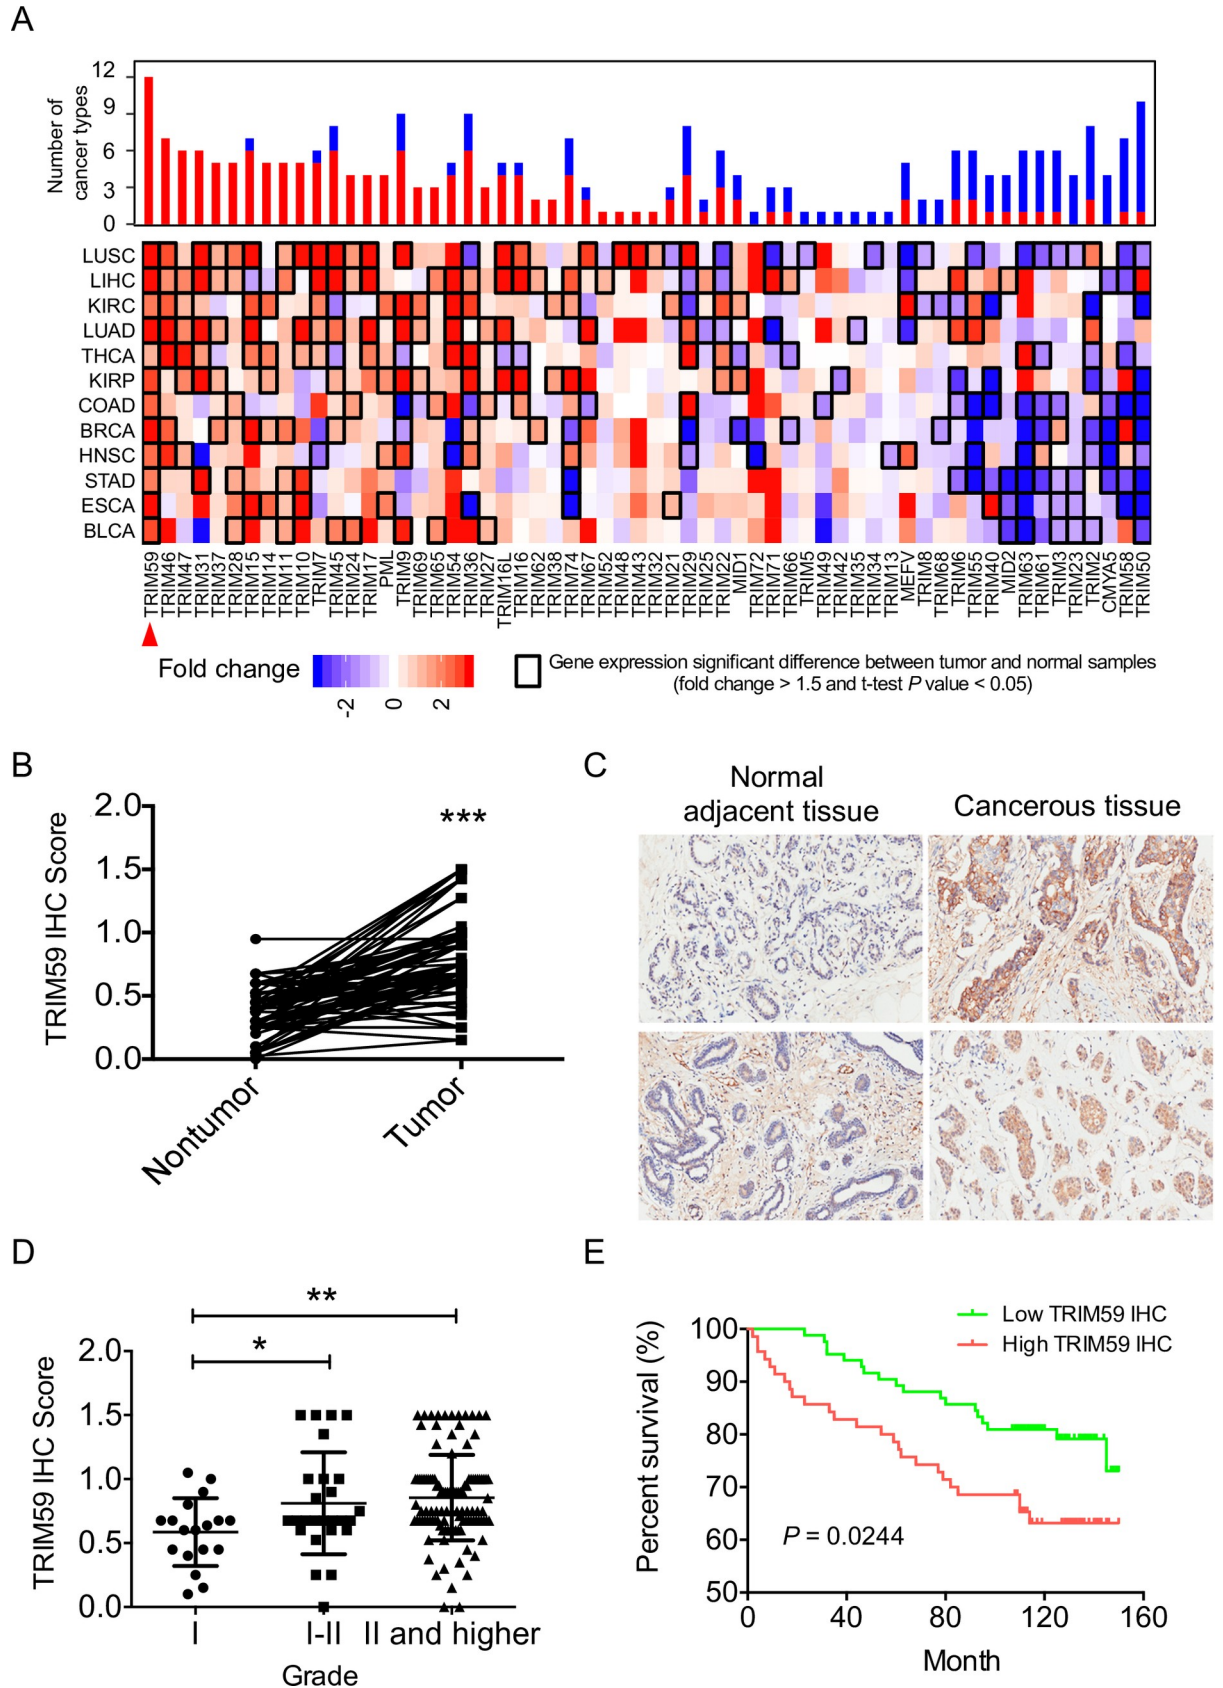 A
Number of
cancer types
12
9
6
3
0
LUSC
LIHC
KIRC
LUAD
THCA
KIRP
COAD
BRCA
HNSC
STAD
ESCA
BLCA
TRIM59
TRIM46
TRIM47
TRIM31
TRIM37
TRIM28
TRIM15
TRIM14
TRIM11
TRIM10
TRIM7
TRIM45
TRIM24
TRIM17
PML
TRIM9
TRIM69
TRIM65
TRIM54
TRIM36
TRIM27
TRIM16L
TRIM16
TRIM62
TRIM38
TRIM74
TRIM67
TRIM52
TRIM48
TRIM43
TRIM32
TRIM21
TRIM29
TRIM25
TRIM22
MID1
TRIM72
TRIM71
TRIM66
TRIM5
TRIM49
TRIM42
TRIM35
TRIM34
TRIM13
MEFV
TRIM8
TRIM68
TRIM6
TRIM55
TRIM40
MID2
TRIM63
TRIM61
TRIM3
TRIM23
TRIM2
CMYA5
TRIM58
TRIM50
Fold change
-2
0
2
Gene expression significant difference between tumor and normal samples
(fold change > 1.5 and t-test P value < 0.05)
B
TRIM59 IHC Score
2.0
1.5
1.0
0.5
0.0
***
Nontumor
Tumor
C
Normal
adjacent tissue
Cancerous tissue
D
TRIM59 IHC Score
2.0
1.5
1.0
0.5
0.0
**
*
I
I-II
II and higher
Grade
E
Percent survival (%)
100
90
80
70
60
50
Low TRIM59 IHC
High TRIM59 IHC
P = 0.0244
0
40
80
120
160
Month